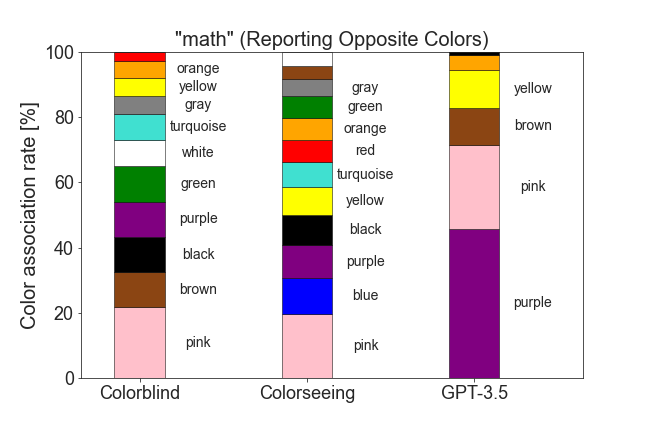 "math" (Reporting Opposite Colors)
Color association rate [%]
100
80
60
40
20
0
orange
yellow
gray
turquoise
white
green
purple
black
brown
pink
gray
green
orange
red
turquoise
yellow
black
purple
blue
pink
yellow
brown
pink
purple
Colorblind
Colorseeing
GPT-3.5